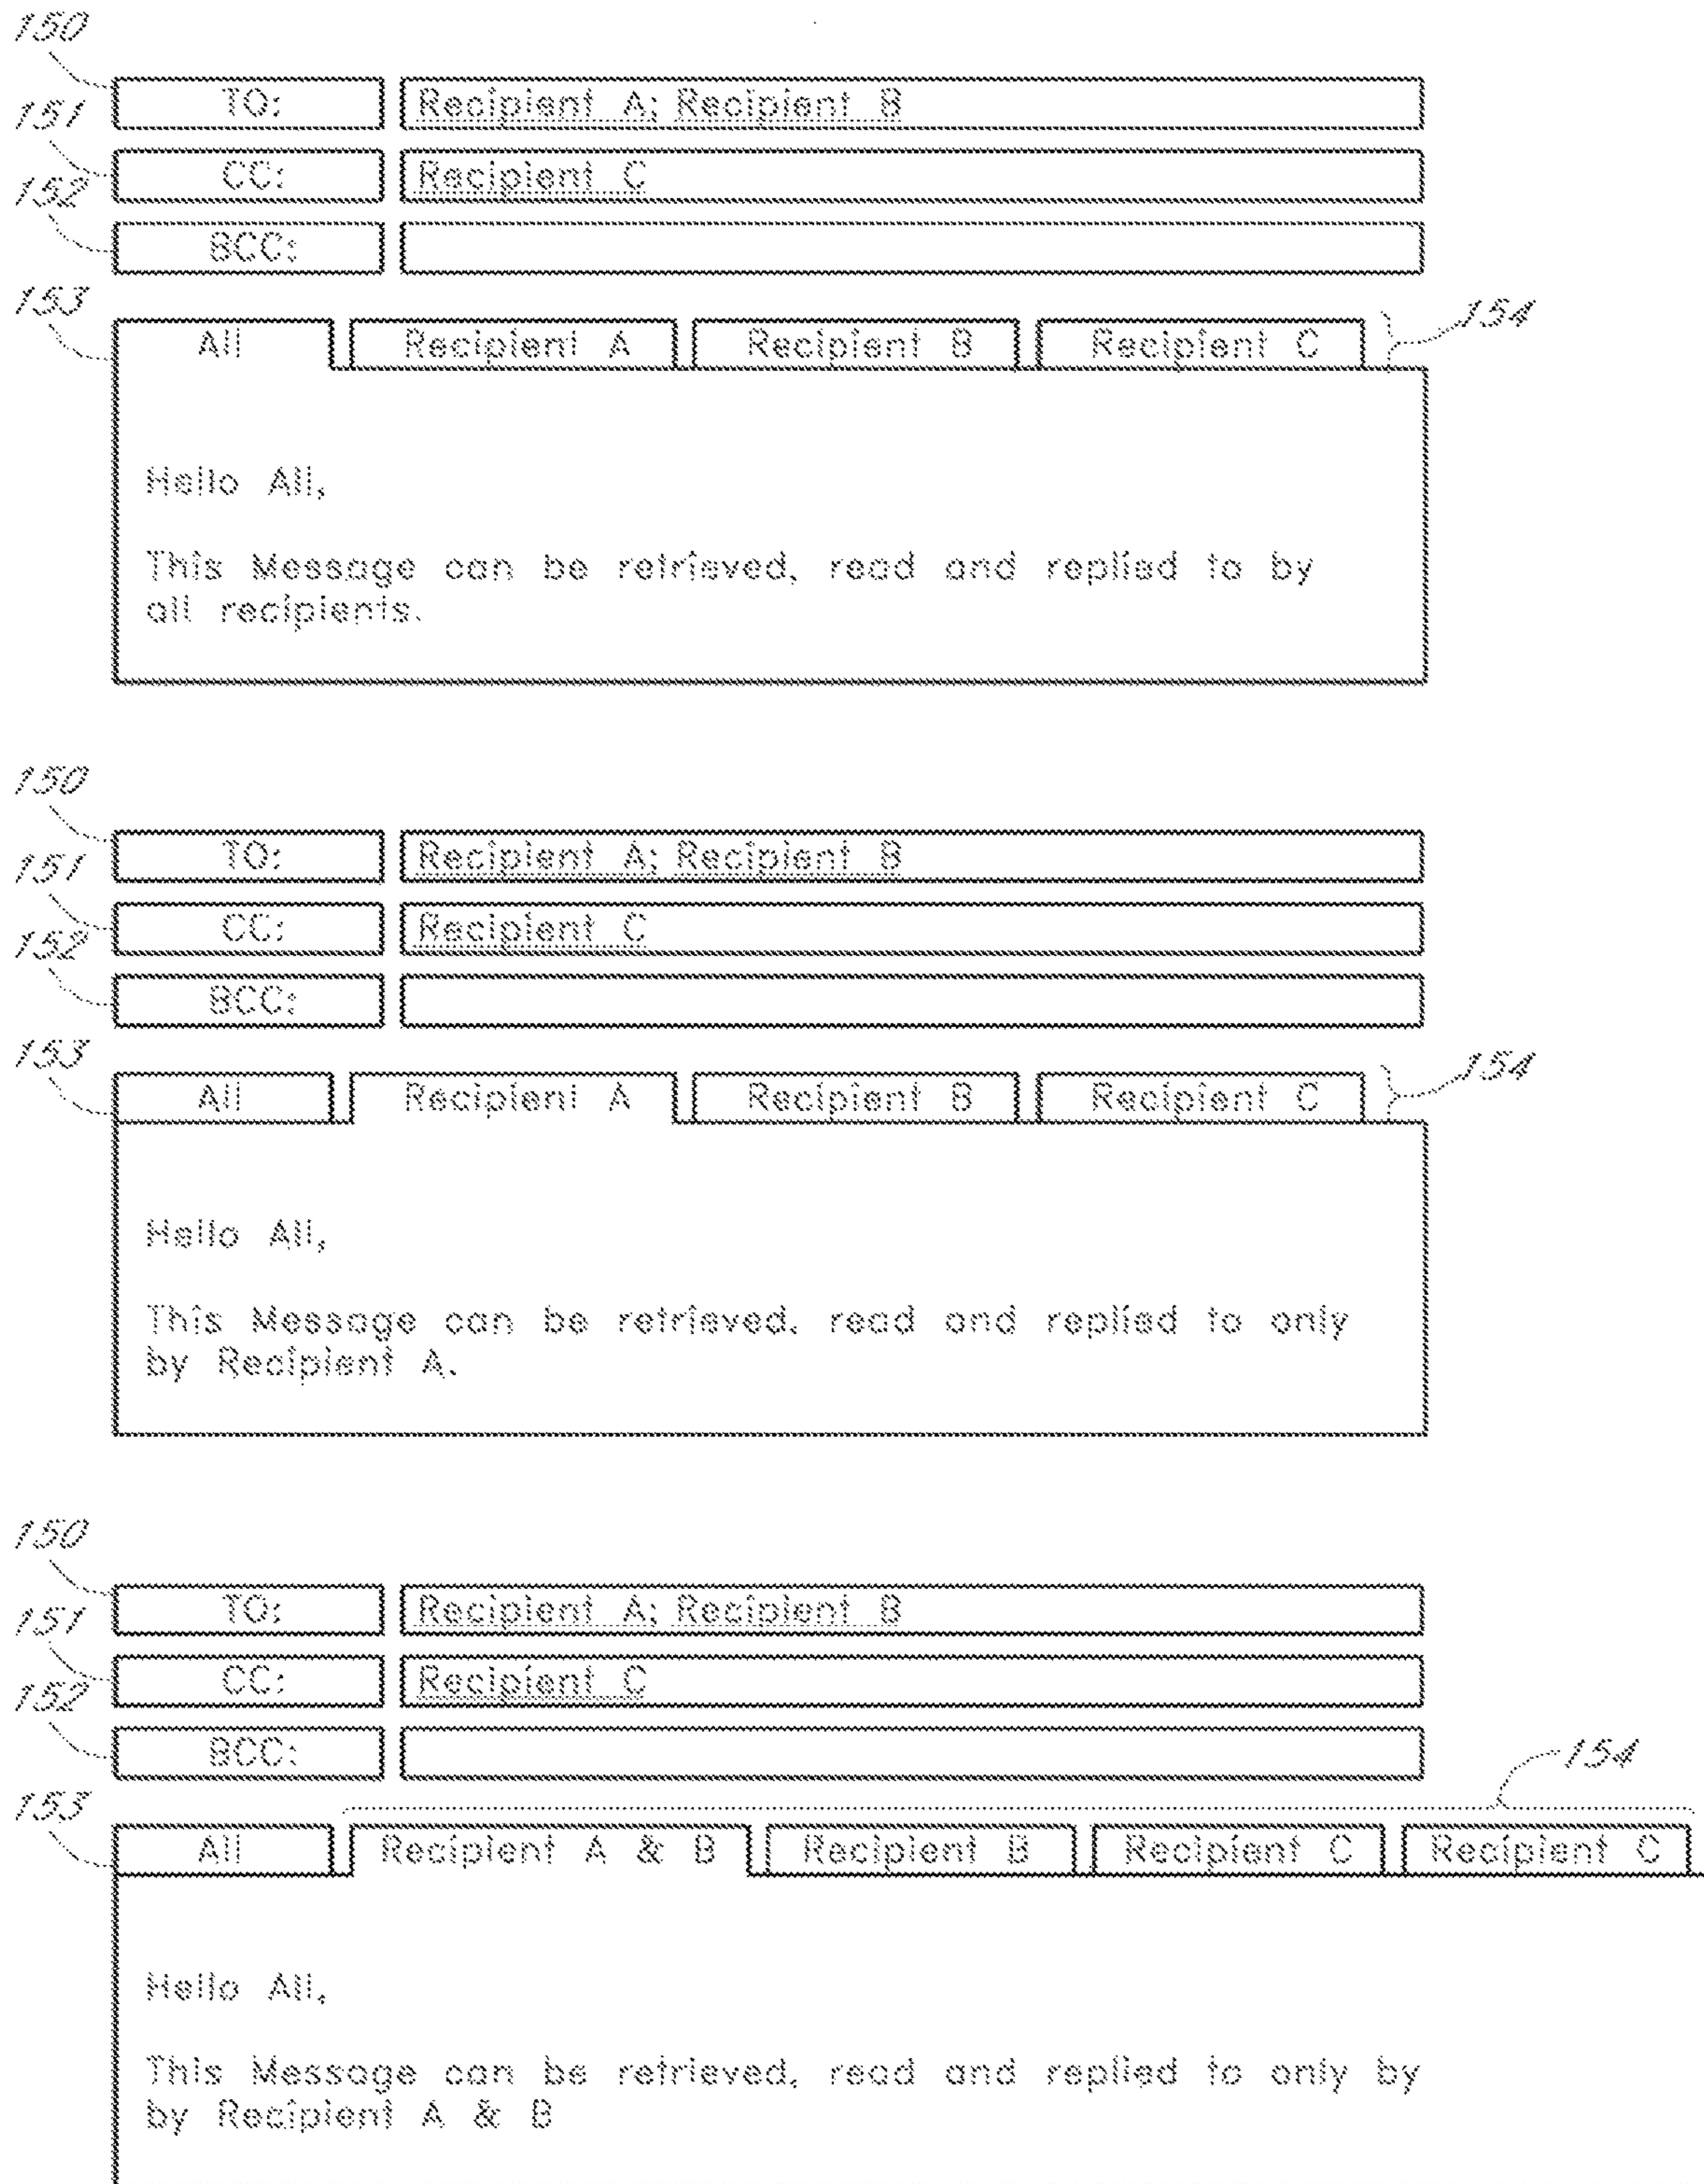 150
TO: Recipient A; Recipient B
151
CC: Recipient C
152
BCC:
153
All Recipient A Recipient B Recipient C 154
Hello All,
This Message can be retrieved, read and replied to by
all recipients.
150
TO: Recipient A; Recipient B
151
CC: Recipient C
152
BCC:
153
All Recipient A Recipient B Recipient C 154
Hello All,
This Message can be retrieved, read and replied to only
by Recipient A.
150
TO: Recipient A; Recipient B
151
CC: Recipient C
152
BCC:
154
153
All Recipient A & B Recipient B Recipient C Recipient C
Hello All,
This Message can be retrieved, read and replied to only by
by Recipient A & B